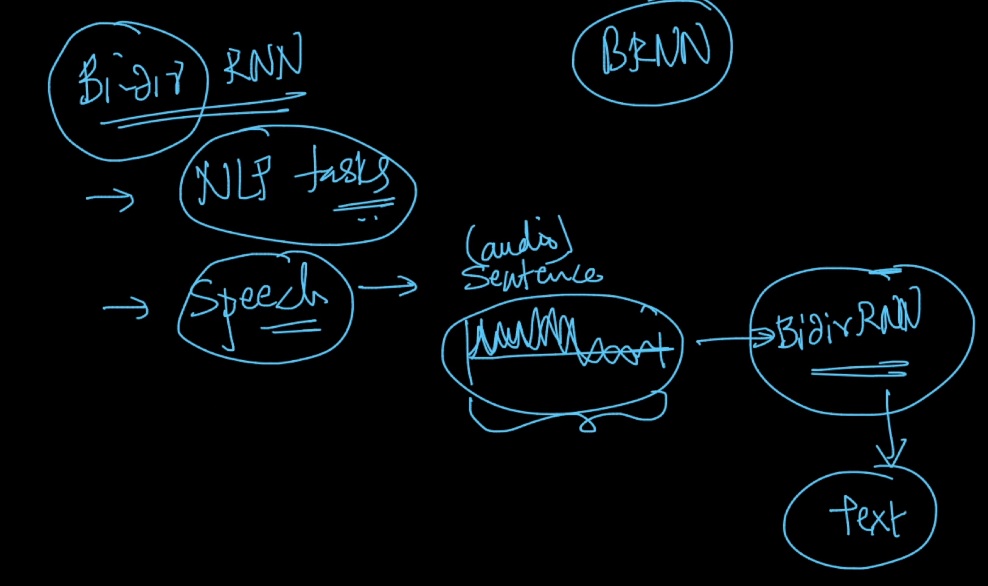 Bi-dir RNN
BRNN
NLP tasks
Speech
(audio)
Sentence
Bidir RNN
text